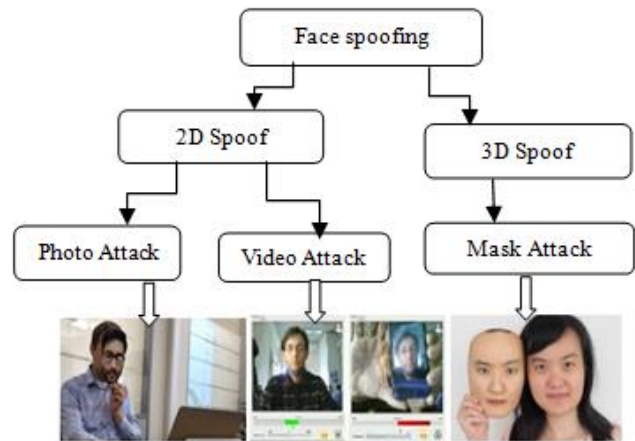 Face spoofing
2D Spoof
3D Spoof
Photo Attack
Video Attack
Mask Attack